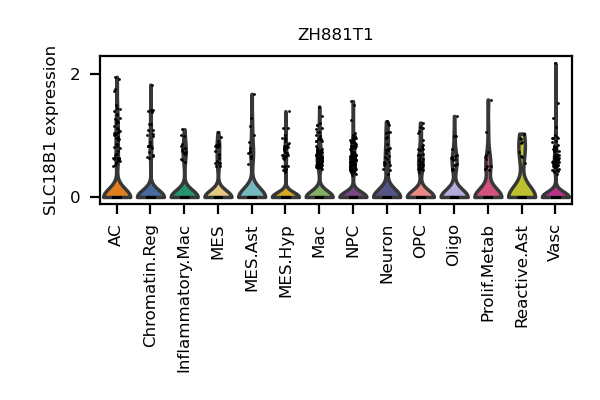 ZH881T1
SLC18B1 expression
2
0
AC
Chromatin.Reg
Inflammatory.Mac
MES
MES.Ast
MES.Hyp
Mac
NPC
Neuron
OPC
Oligo
Prolif.Metab
Reactive.Ast
Vasc